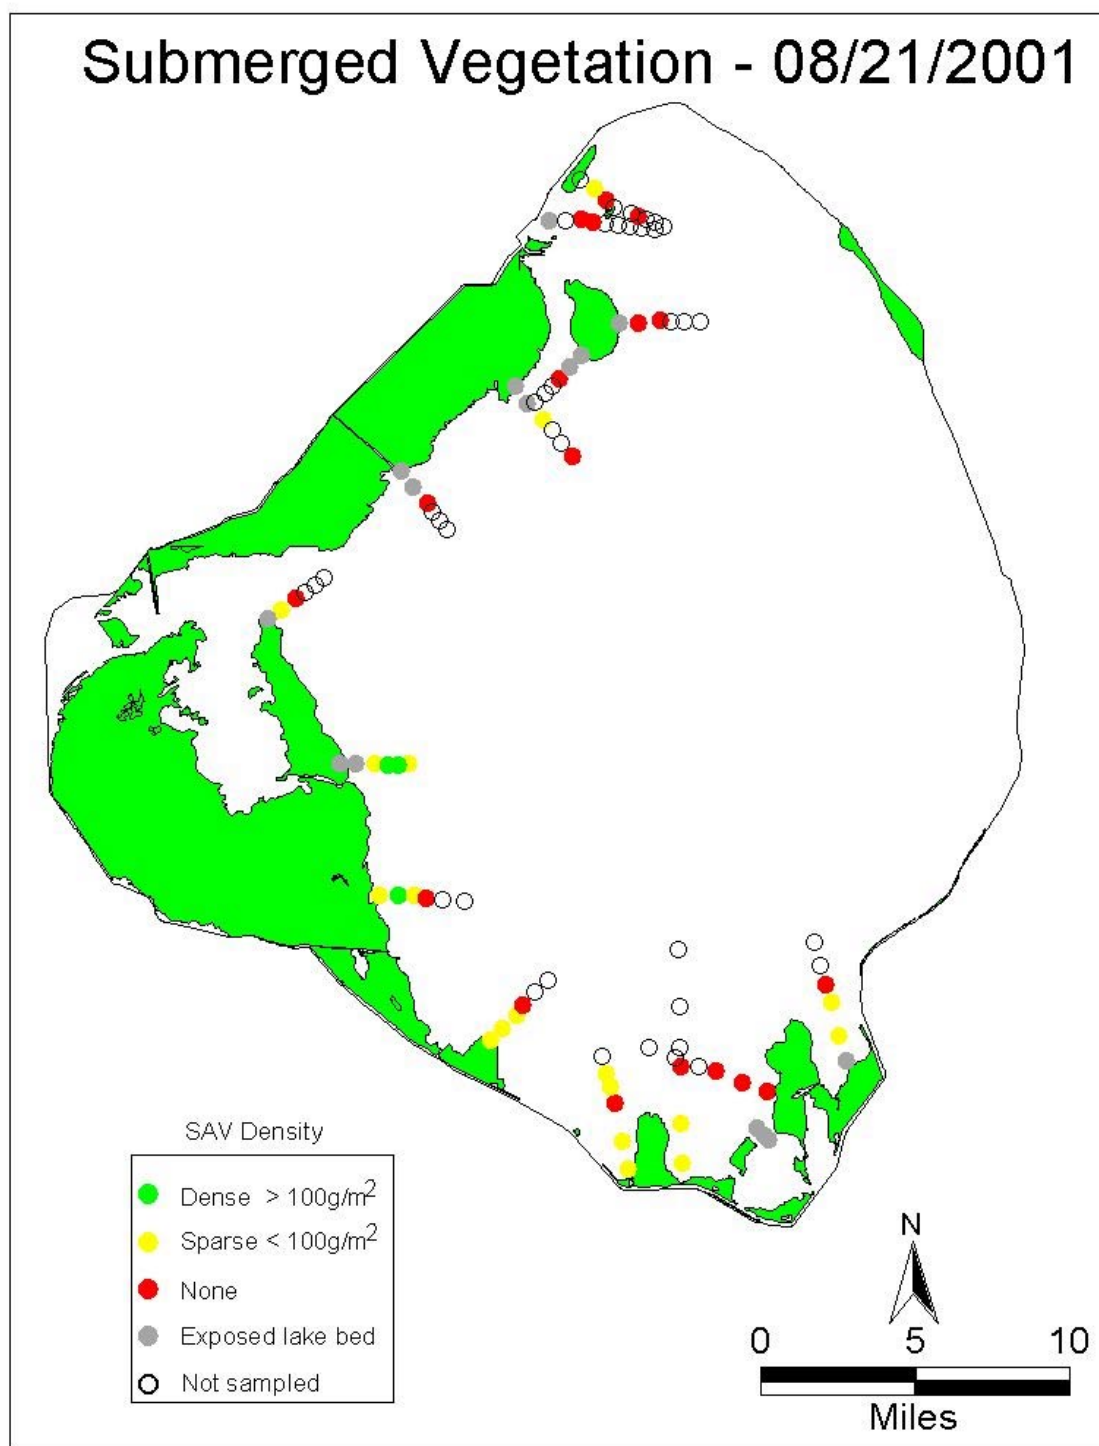 Submerged Vegetation - 08/21/2001
SAV Density
Dense > 100g/m²
Sparse < 100g/m²
None
Exposed lake bed
Not sampled
N
0 5 10
Miles